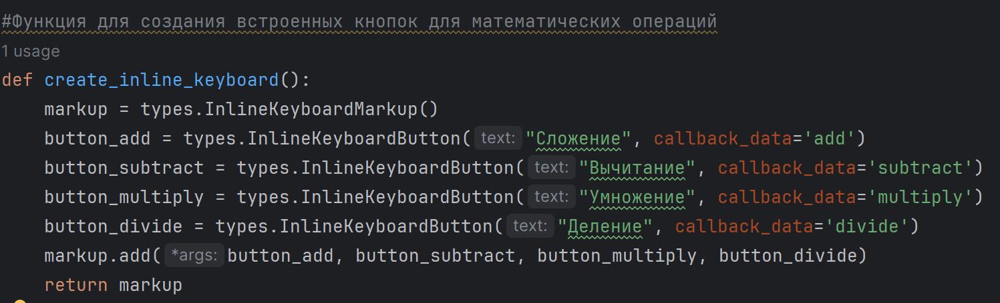 #Функция для создания встроенных кнопок для математических операций
1 usage
def create_inline_keyboard():
    markup = types.InlineKeyboardMarkup()
    button_add = types.InlineKeyboardButton( text: "Сложение", callback_data='add')
    button_subtract = types.InlineKeyboardButton( text: "Вычитание", callback_data='subtract')
    button_multiply = types.InlineKeyboardButton( text: "Умножение", callback_data='multiply')
    button_divide = types.InlineKeyboardButton( text: "Деление", callback_data='divide')
    markup.add( *args: button_add, button_subtract, button_multiply, button_divide)
    return markup